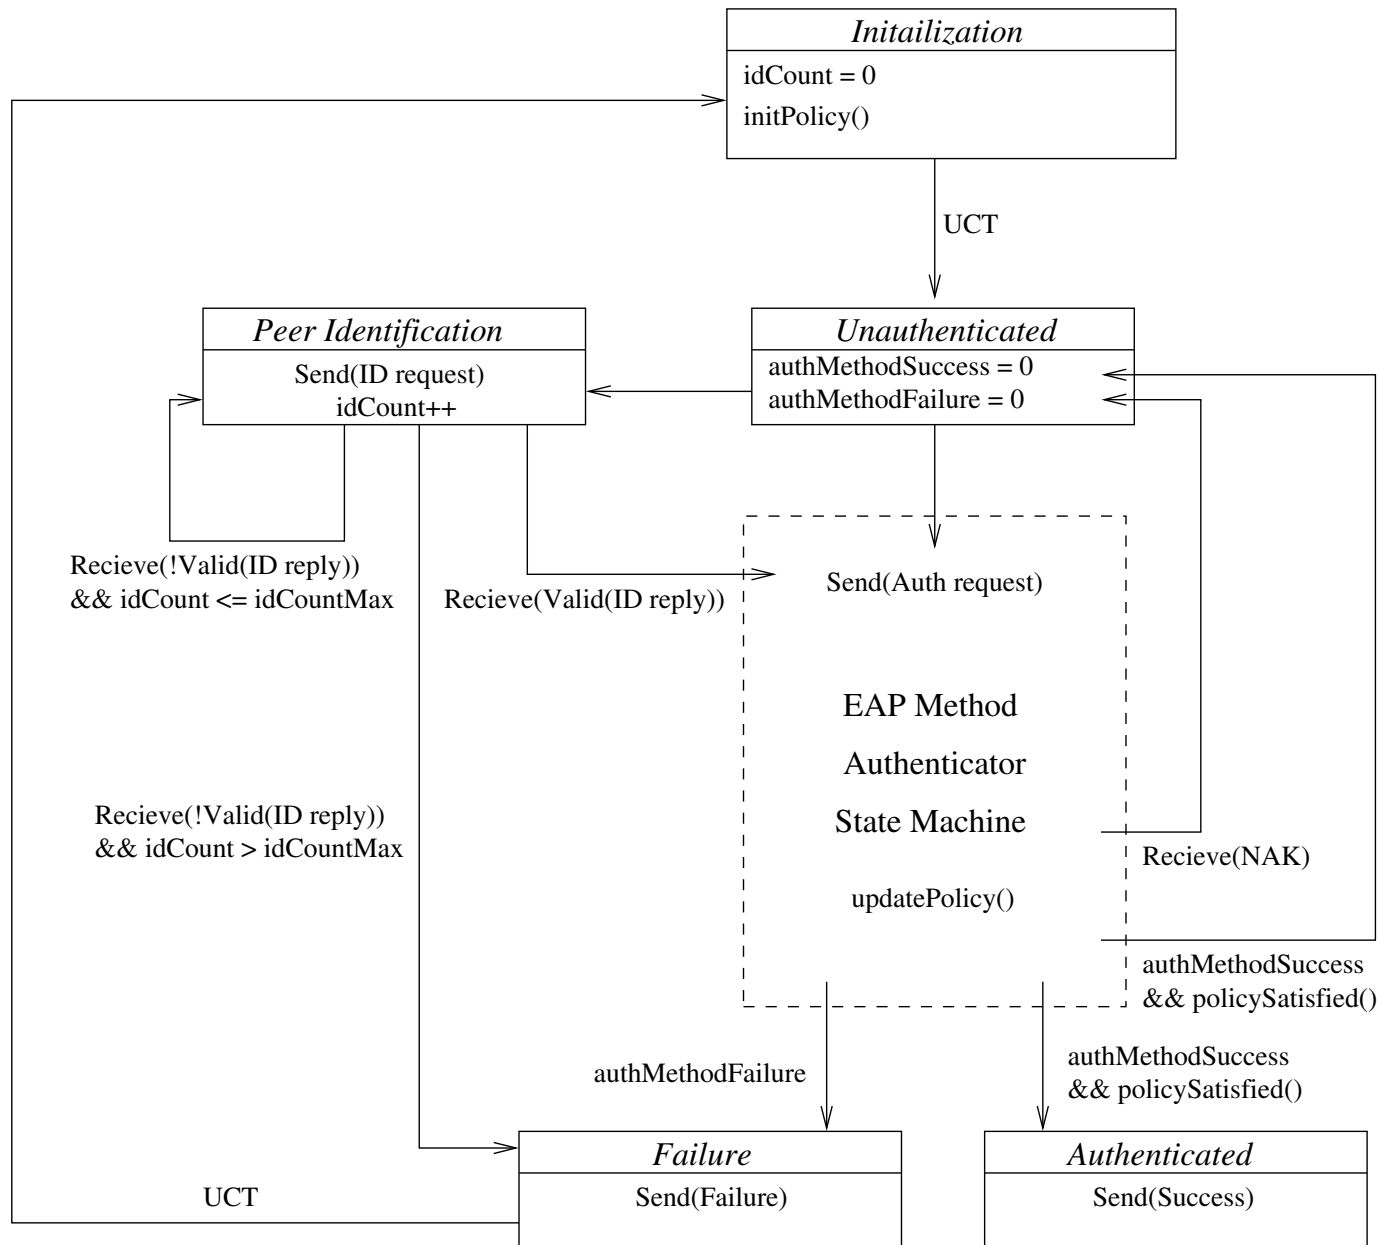 Initailization
idCount = 0
initPolicy()
UCT
Peer Identification
Send(ID request)
idCount++
Unauthenticated
authMethodSuccess = 0
authMethodFailure = 0
Recieve(!Valid(ID reply))
&& idCount <= idCountMax
Recieve(Valid(ID reply))
Send(Auth request)
EAP Method
Authenticator
State Machine
updatePolicy()
Recieve(!Valid(ID reply))
&& idCount > idCountMax
Recieve(NAK)
authMethodSuccess
&& policySatisfied()
authMethodFailure
authMethodSuccess
&& policySatisfied()
UCT
Failure
Send(Failure)
Authenticated
Send(Success)